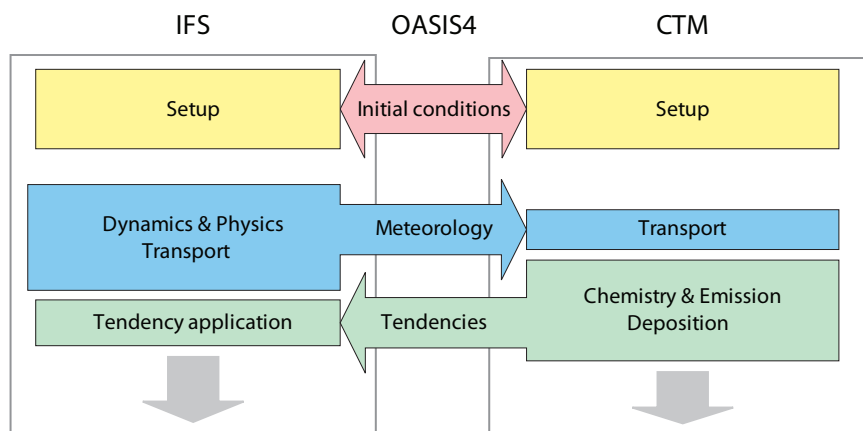 IFS
OASIS4
CTM
Setup
Initial conditions
Setup
Dynamics & Physics
Transport
Meteorology
Transport
Chemistry & Emission
Deposition
Tendency application
Tendencies